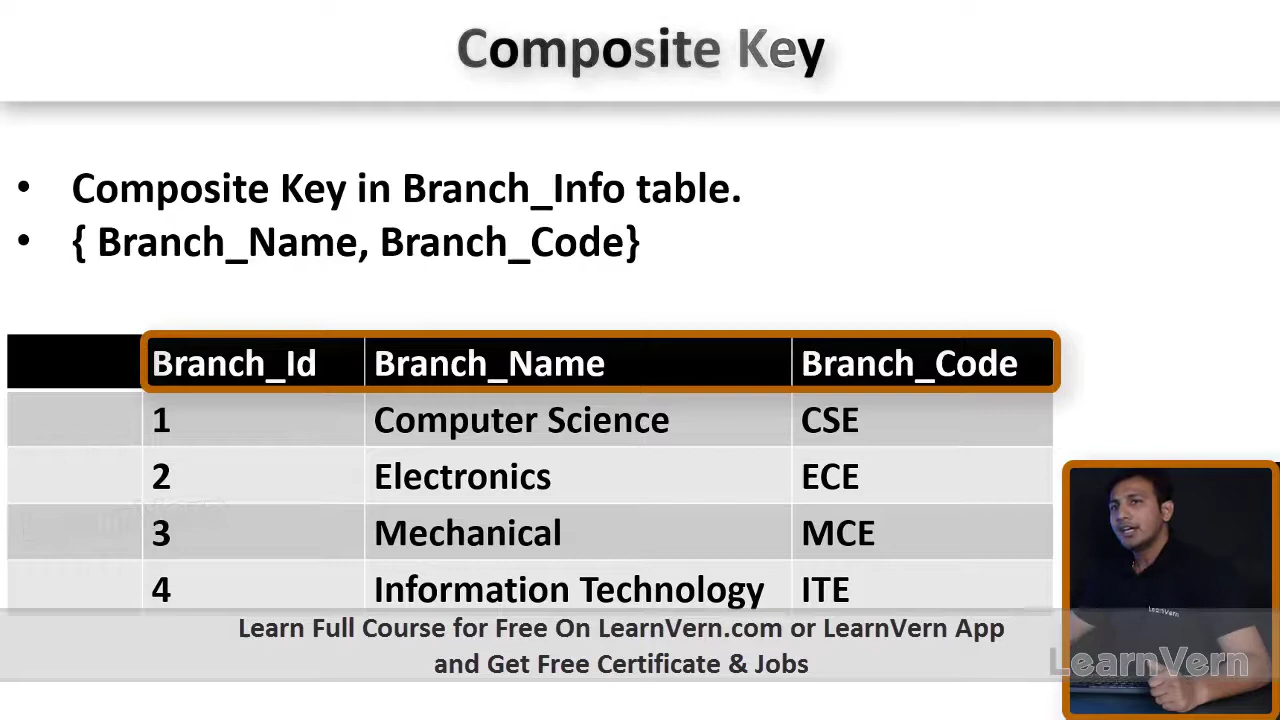 Composite Key
• Composite Key in Branch_Info table.
• { Branch_Name, Branch_Code}
Branch_Id Branch_Name Branch_Code
1 Computer Science CSE
2 Electronics ECE
3 Mechanical MCE
4 Information Technology ITE
Learn Full Course for Free On LearnVern.com or LearnVern App
and Get Free Certificate & Jobs
LearnVern
LearnVern